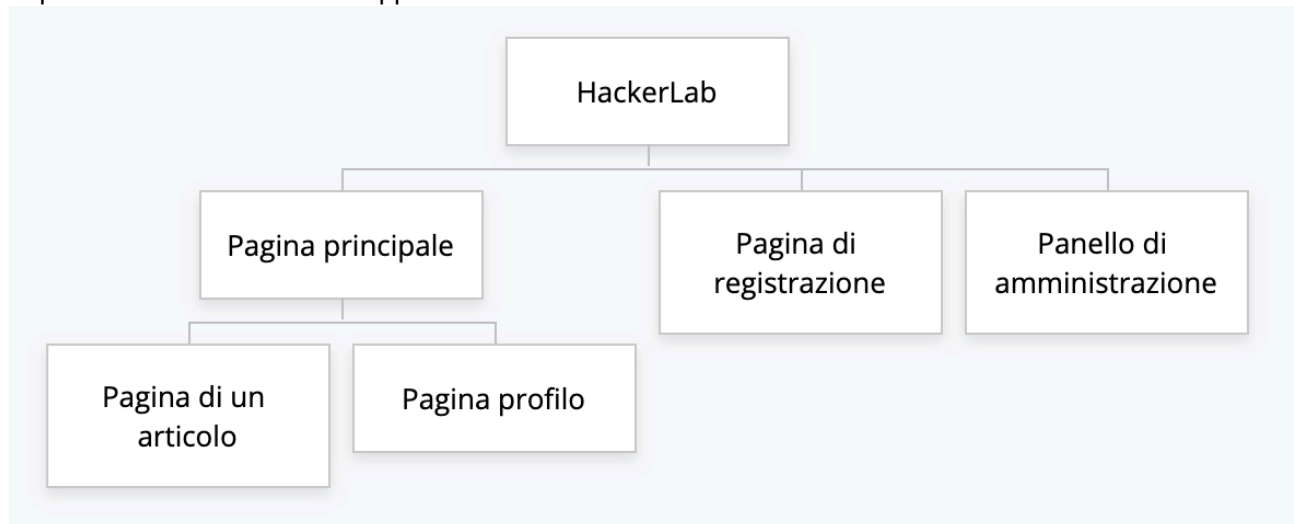 HackerLab
Pagina principale
Pagina di
registrazione
Panello di
amministrazione
Pagina di un
articolo
Pagina profilo